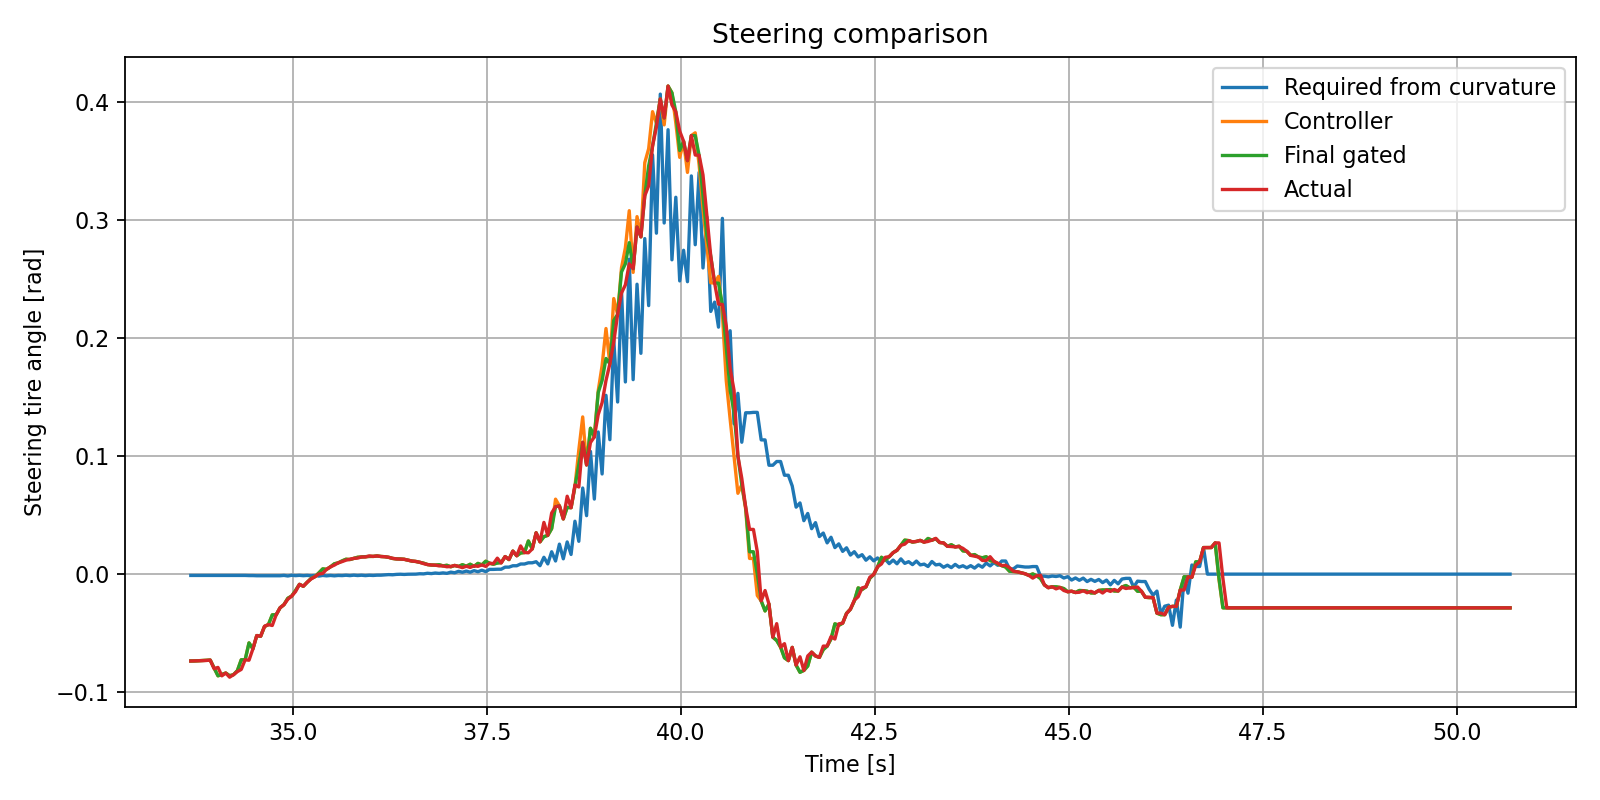 Steering comparison
Required from curvature
Controller
Final gated
Actual
Steering tire angle [rad]
0.4
0.3
0.2
0.1
0.0
−0.1
35.0 37.5 40.0 42.5 45.0 47.5 50.0
Time [s]